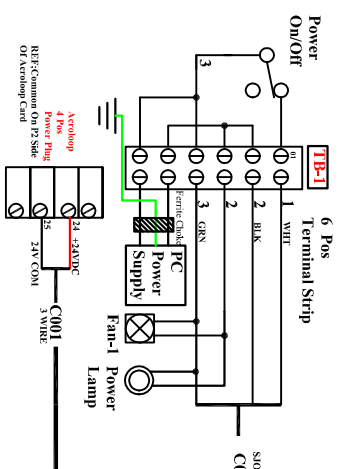 Power
On/Off
3
01
TB-1
6 Pos
Terminal Strip
1
WHT
2
BLK
2
3
GRN
Ferrite Choke
PC
Power
Supply
Fan-1
Power
Lamp
REF:Common On P2 Side
Of Acroloop Card
Acroloop
4 Pos
Power Plug
24
+24VDC
25
24V COM
C001
3 WIRE